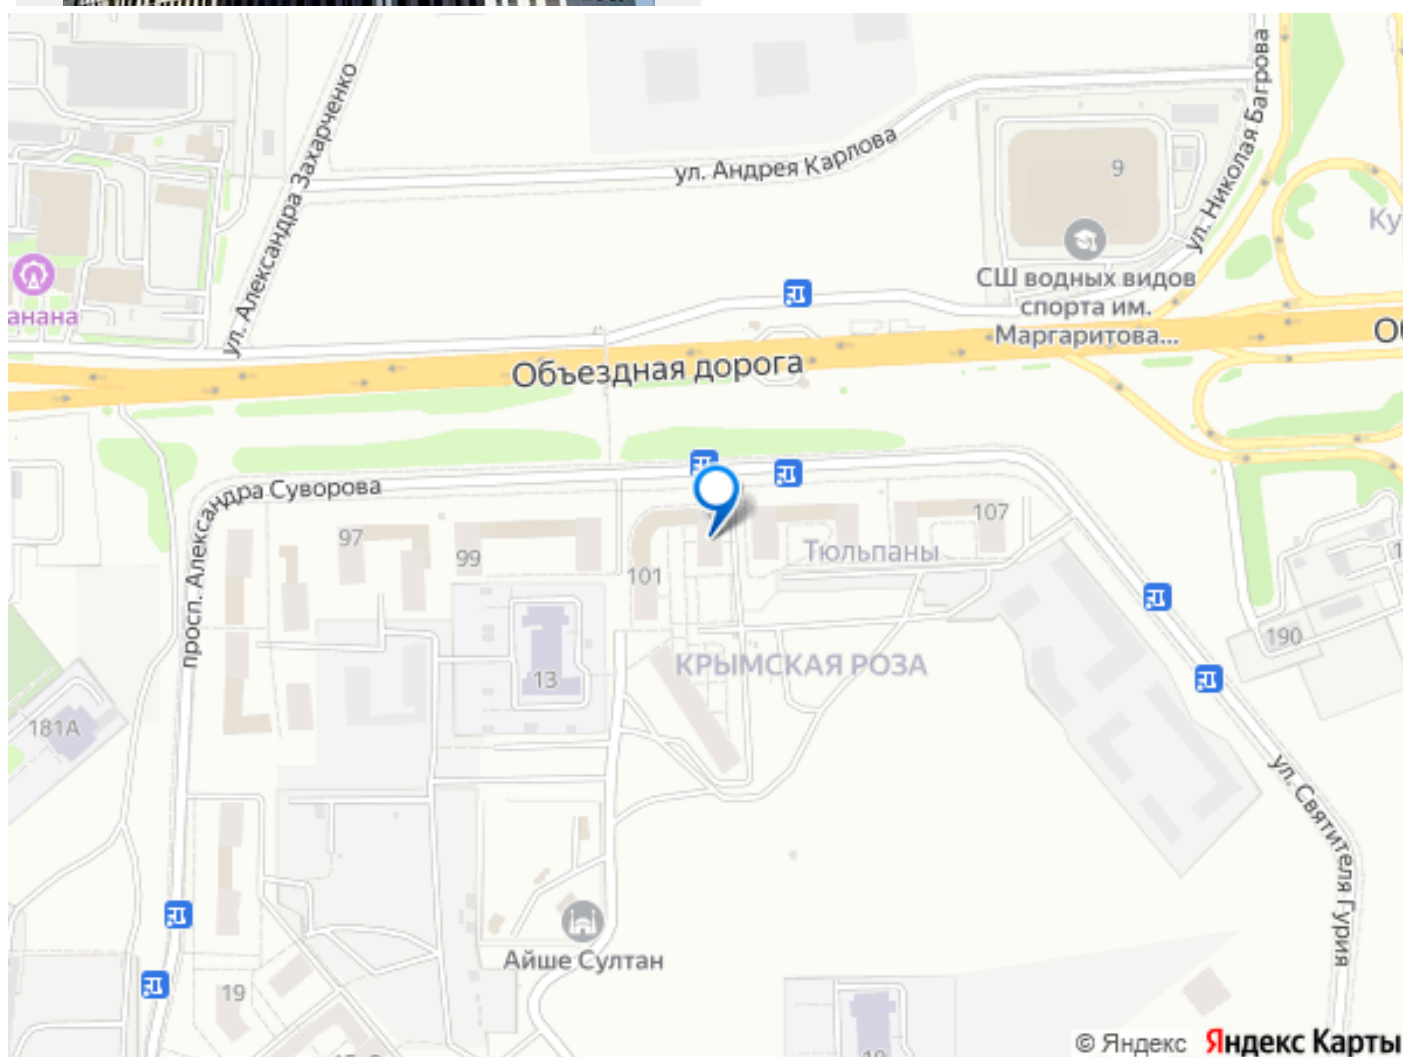 ул. Александра Захарченко
ул. Андрея Карлова
ул. Николая Багрова
9
Ку
СШ водных видов
спорта им.
Маргаритова...
анана
Объездная дорога
Об
просп. Александра Суворова
97
99
101
107
Тюльпаны
13
КРЫМСКАЯ РОЗА
190
181А
ул. Святителя Гурия
Айше Султан
19
© Яндекс Яндекс Карты